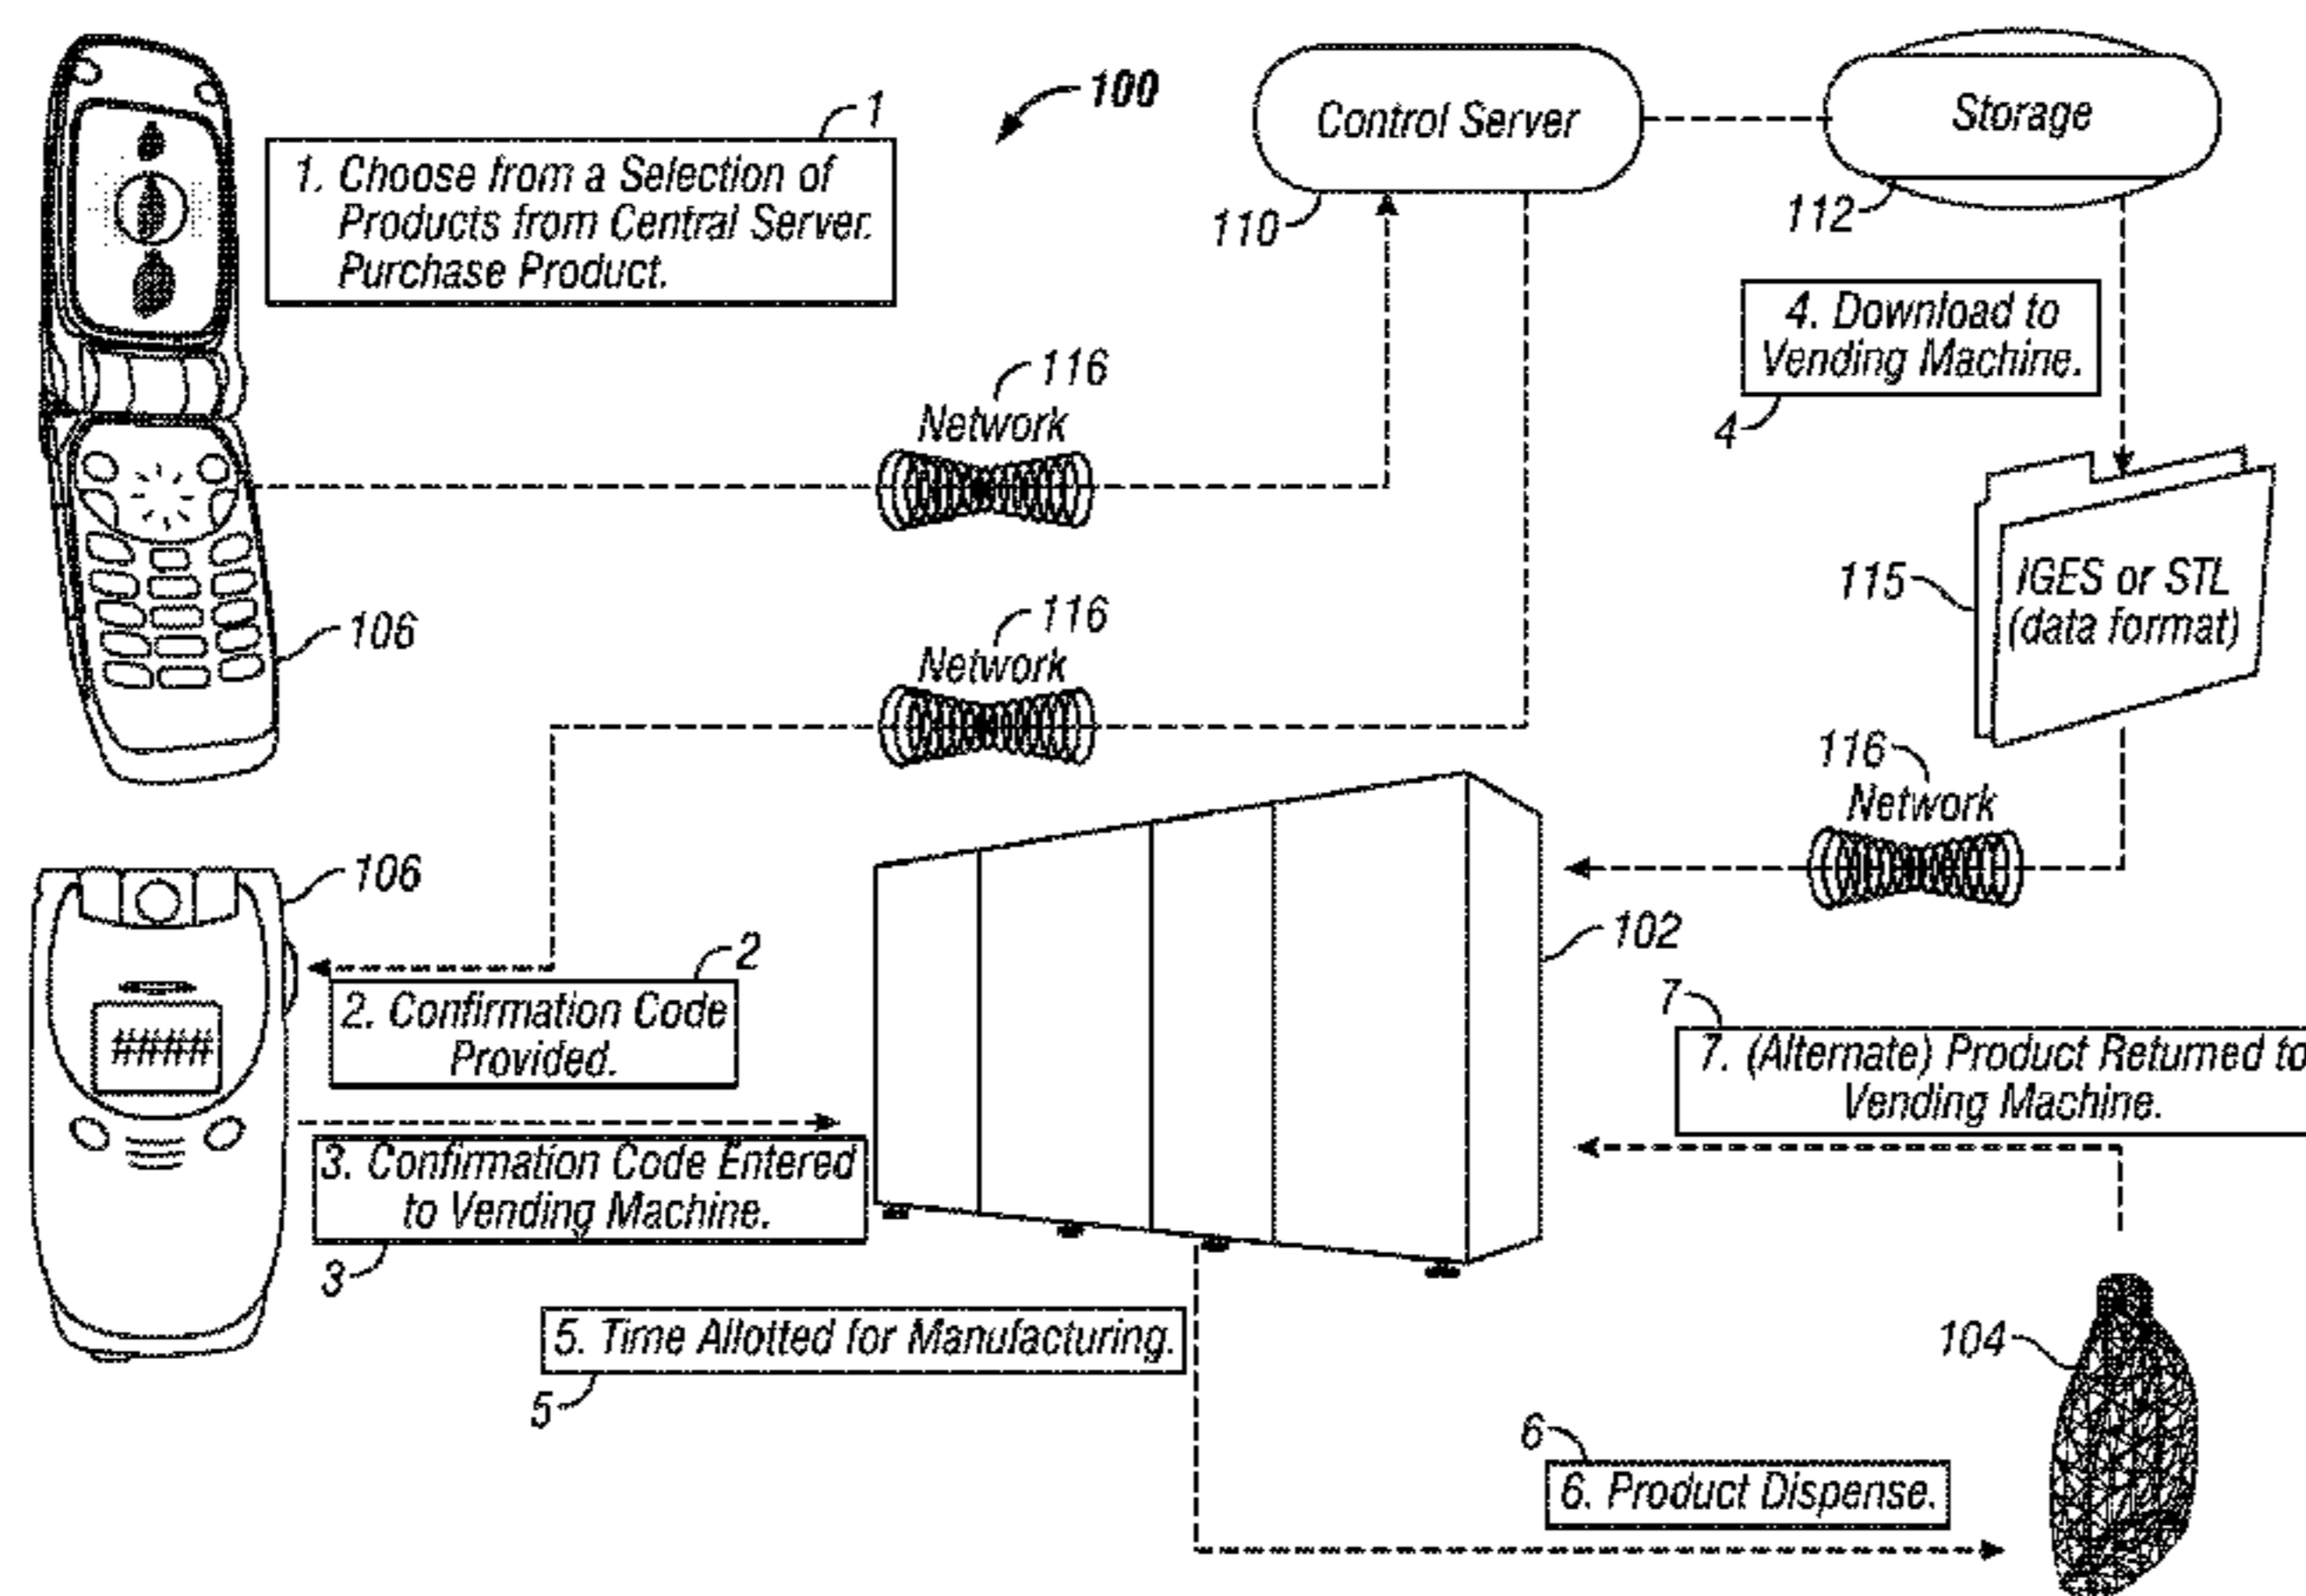 100
1
1. Choose from a Selection of
Products from Central Server.
Purchase Product.
Control Server
110
Storage
112
4. Download to
Vending Machine.
4
116
Network
106
116
Network
115
IGES or STL
(data format)
116
Network
106
####
2
2. Confirmation Code
Provided.
3. Confirmation Code Entered
to Vending Machine.
3
102
7
7. (Alternate) Product Returned to
Vending Machine.
5. Time Allotted for Manufacturing.
5
104
6
6. Product Dispense.